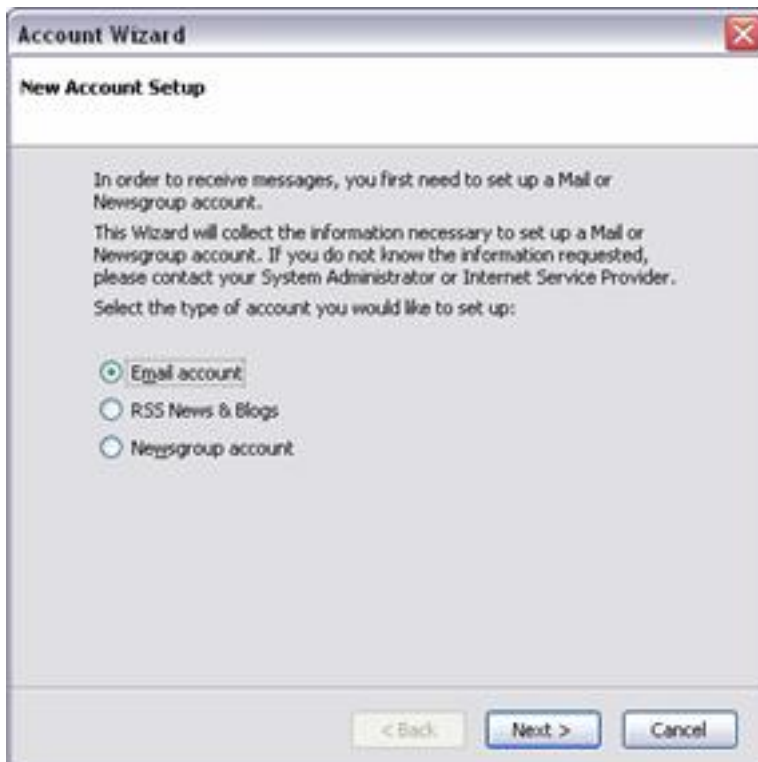 Account Wizard
New Account Setup
In order to receive messages, you first need to set up a Mail or
Newsgroup account.
This Wizard will collect the information necessary to set up a Mail or
Newsgroup account. If you do not know the information requested,
please contact your System Administrator or Internet Service Provider.
Select the type of account you would like to set up:
Email account
RSS News & Blogs
Newsgroup account
< Back
Next >
Cancel